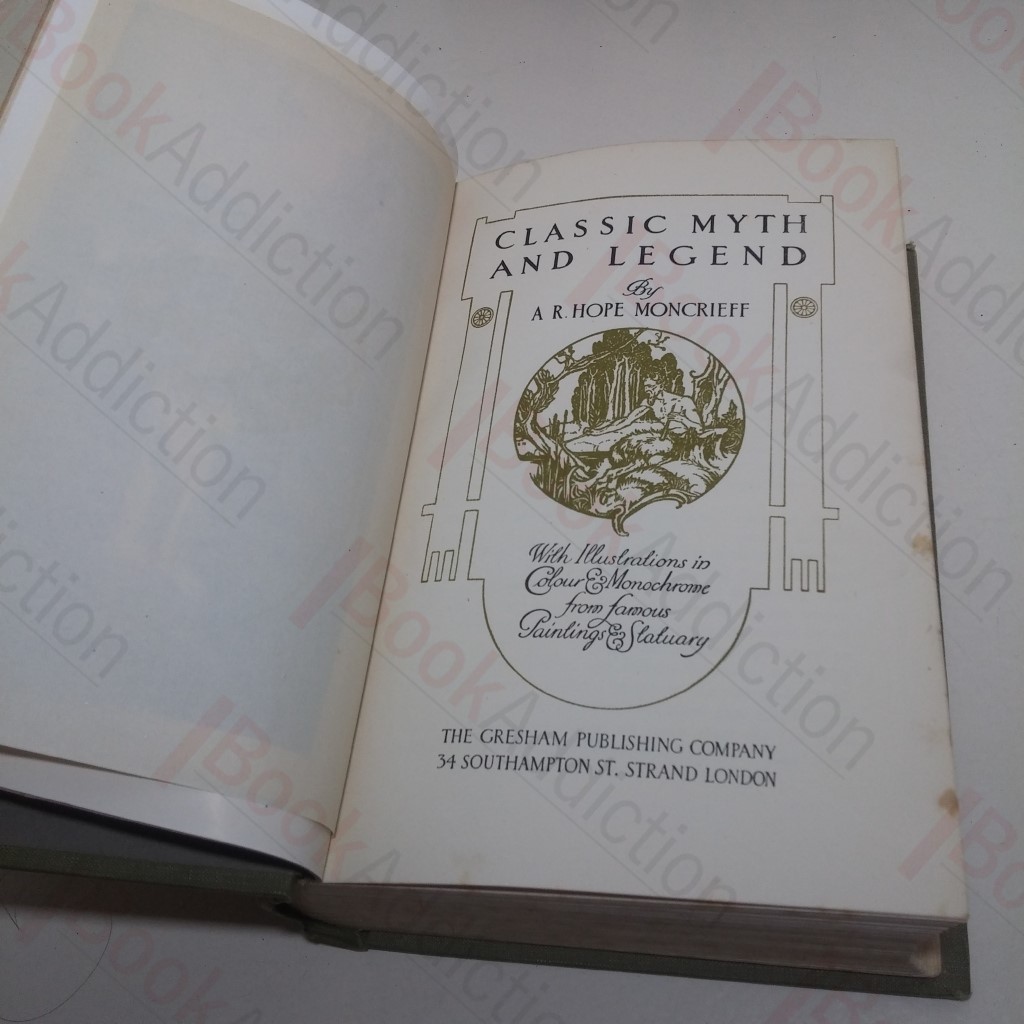 CLASSIC MYTH
AND LEGEND
By
A R. HOPE MONCRIEFF
With Illustrations in
Colour & Monochrome
from famous
Paintings & Statuary
THE GRESHAM PUBLISHING COMPANY
34 SOUTHAMPTON ST. STRAND LONDON
BookAddiction